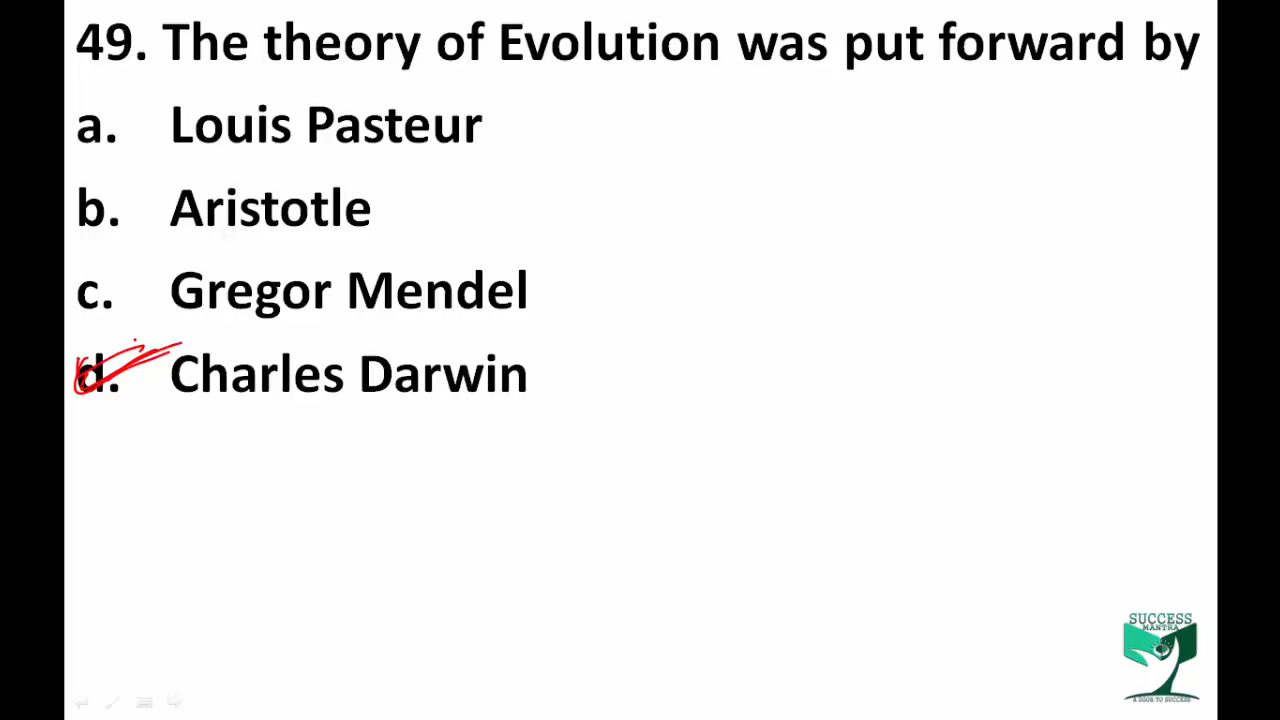 49. The theory of Evolution was put forward by
a. Louis Pasteur
b. Aristotle
c. Gregor Mendel
d. Charles Darwin
SUCCESS
MANTRA
A DOOR TO SUCCESS